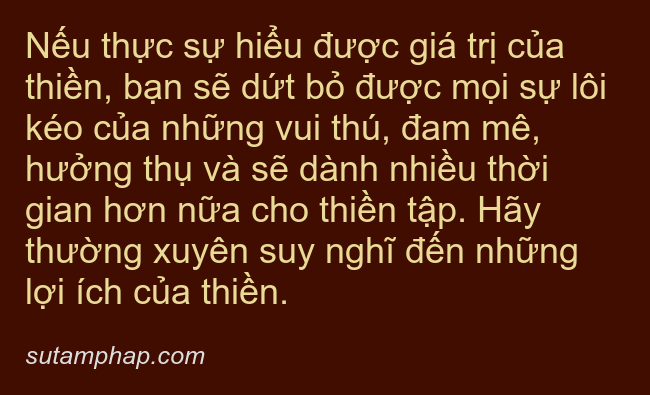 Nếu thực sự hiểu được giá trị của
thiền, bạn sẽ dứt bỏ được mọi sự lôi
kéo của những vui thú, đam mê,
hưởng thụ và sẽ dành nhiều thời
gian hơn nữa cho thiền tập. Hãy
thường xuyên suy nghĩ đến những
lợi ích của thiền.
sutamphap.com